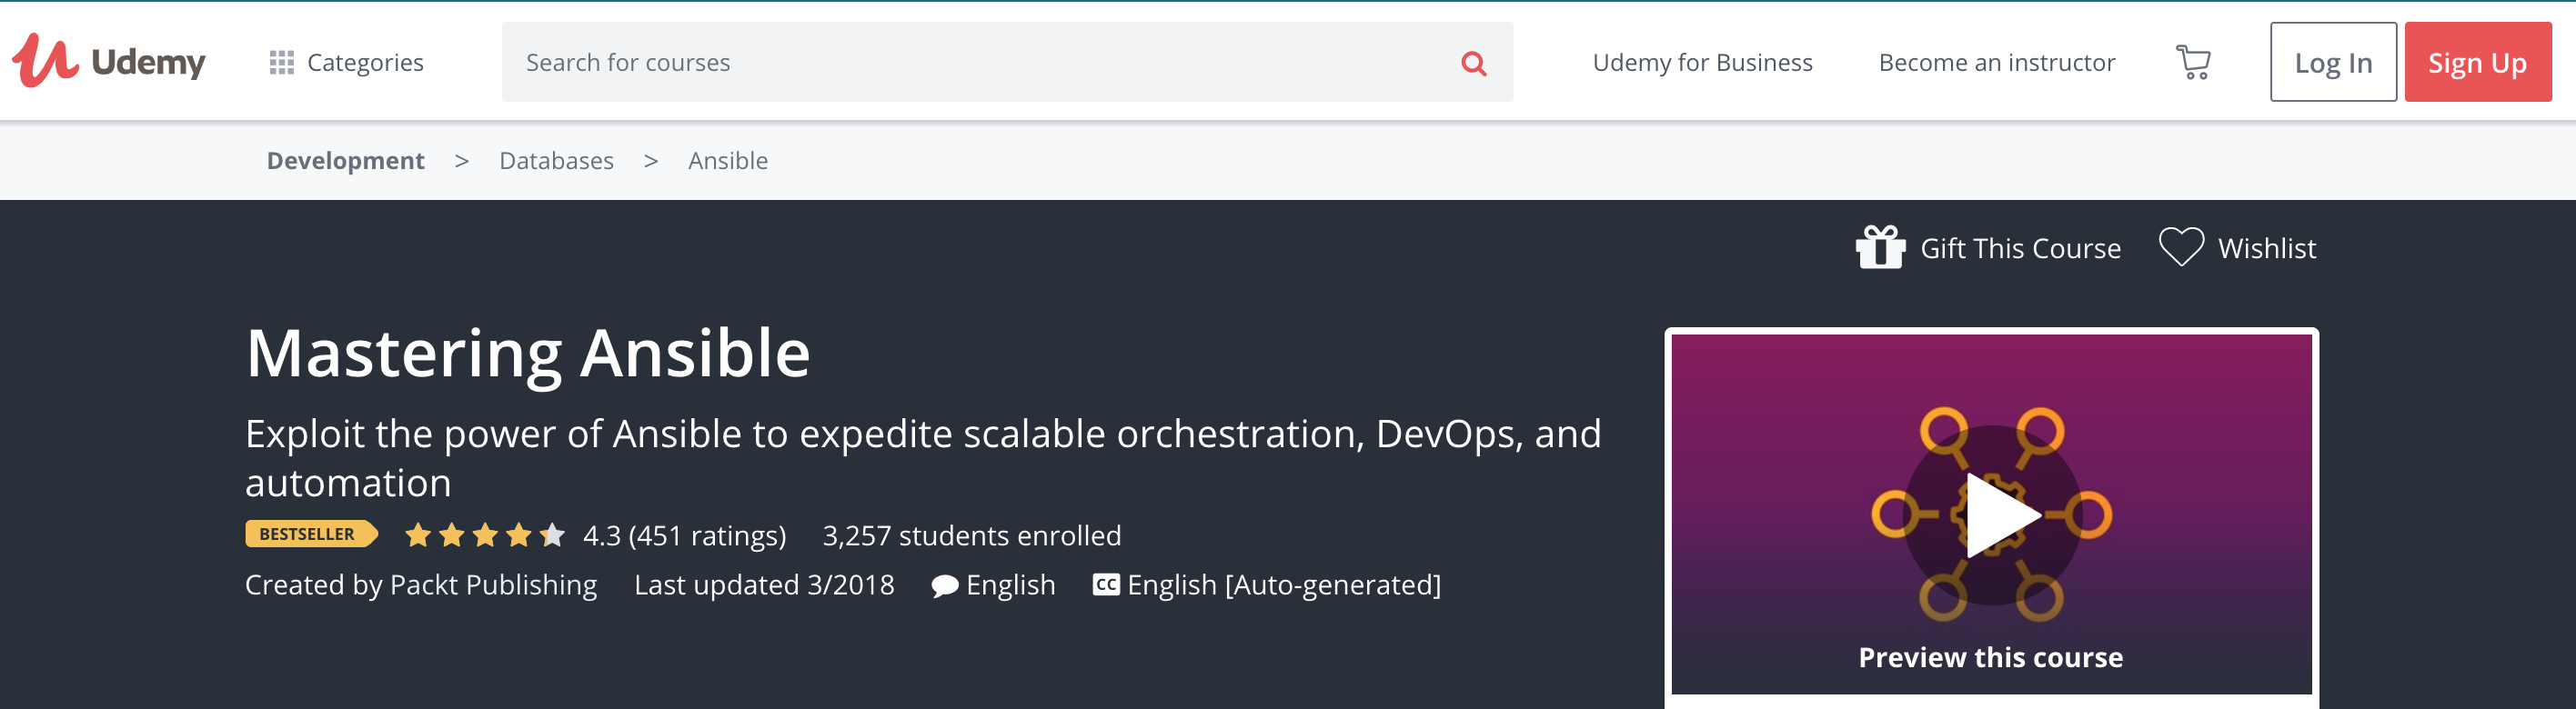 Udemy
Categories
Search for courses
Udemy for Business
Become an instructor
Log In
Sign Up
Development > Databases > Ansible
Gift This Course
Wishlist
Mastering Ansible
Exploit the power of Ansible to expedite scalable orchestration, DevOps, and
automation
BESTSELLER 4.3 (451 ratings) 3,257 students enrolled
Created by Packt Publishing Last updated 3/2018 English CC English [Auto-generated]
Preview this course